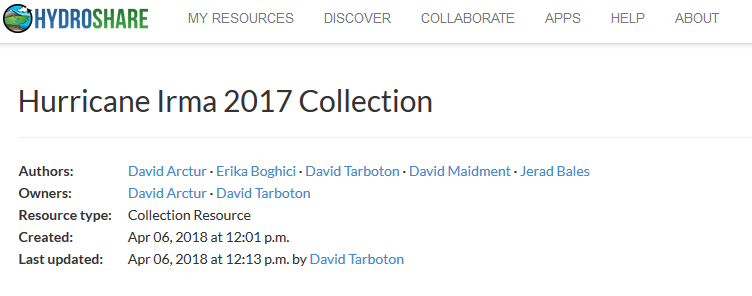 HYDROSHARE MY RESOURCES DISCOVER COLLABORATE APPS HELP ABOUT
Hurricane Irma 2017 Collection
Authors: David Arctur · Erika Boghici · David Tarboton · David Maidment · Jerad Bales
Owners: David Arctur · David Tarboton
Resource type: Collection Resource
Created: Apr 06, 2018 at 12:01 p.m.
Last updated: Apr 06, 2018 at 12:13 p.m. by David Tarboton